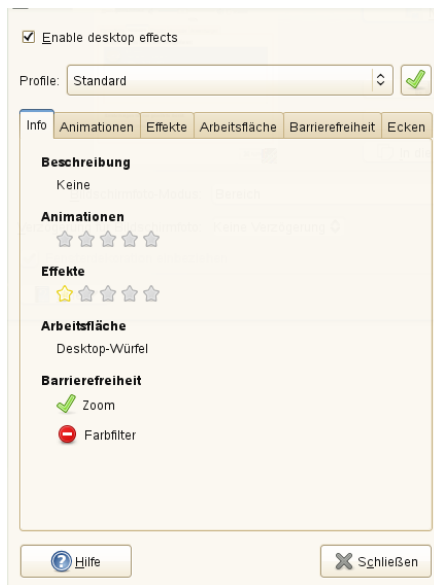 Enable desktop effects
Profile: Standard
Info Animationen Effekte Arbeitsfläche Barrierefreiheit Ecken
Beschreibung
Keine
Animationen
Effekte
Arbeitsfläche
Desktop-Würfel
Barrierefreiheit
Zoom
Farbfilter
Hilfe Schließen